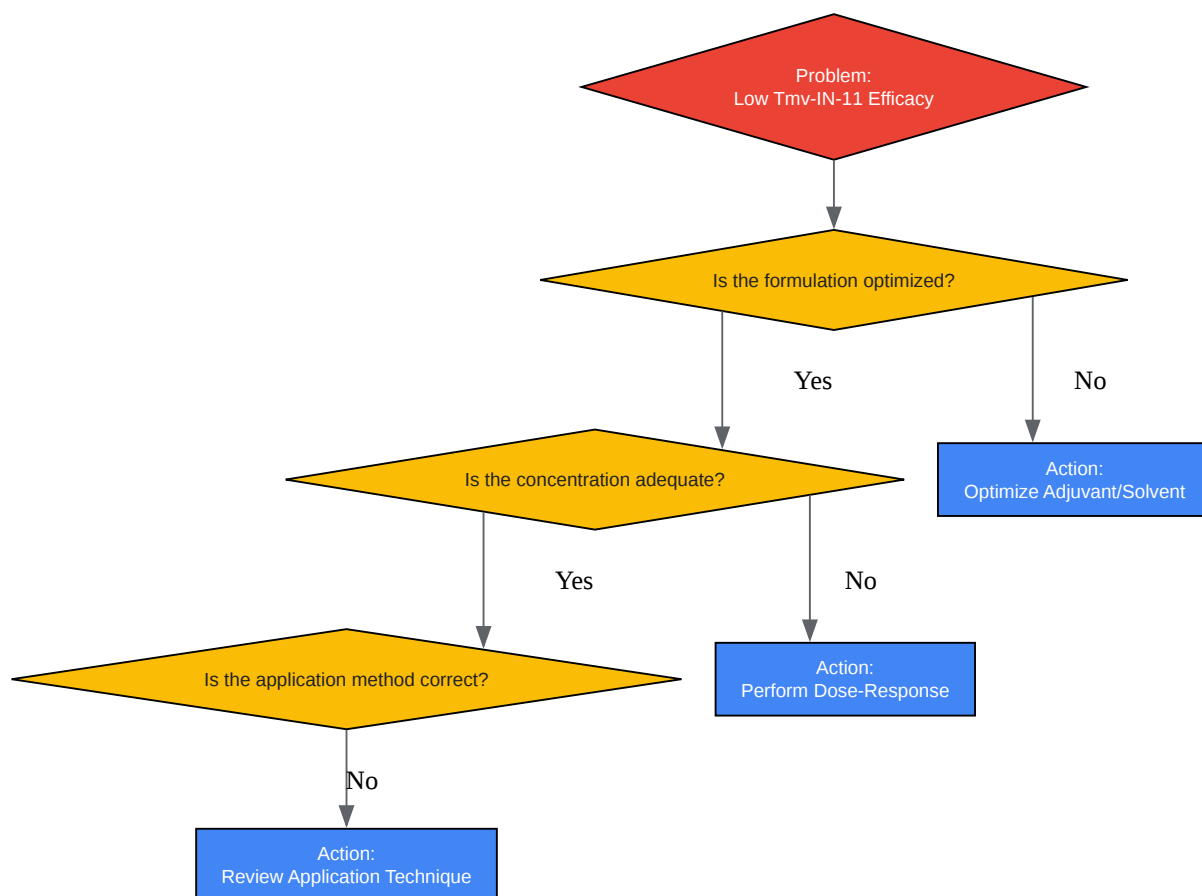 Problem:
Low Tmv-IN-11 Efficacy
Is the formulation optimized?
Yes
No
Action:
Optimize Adjuvant/Solvent
Is the concentration adequate?
Yes
No
Action:
Perform Dose-Response
Is the application method correct?
No
Action:
Review Application Technique